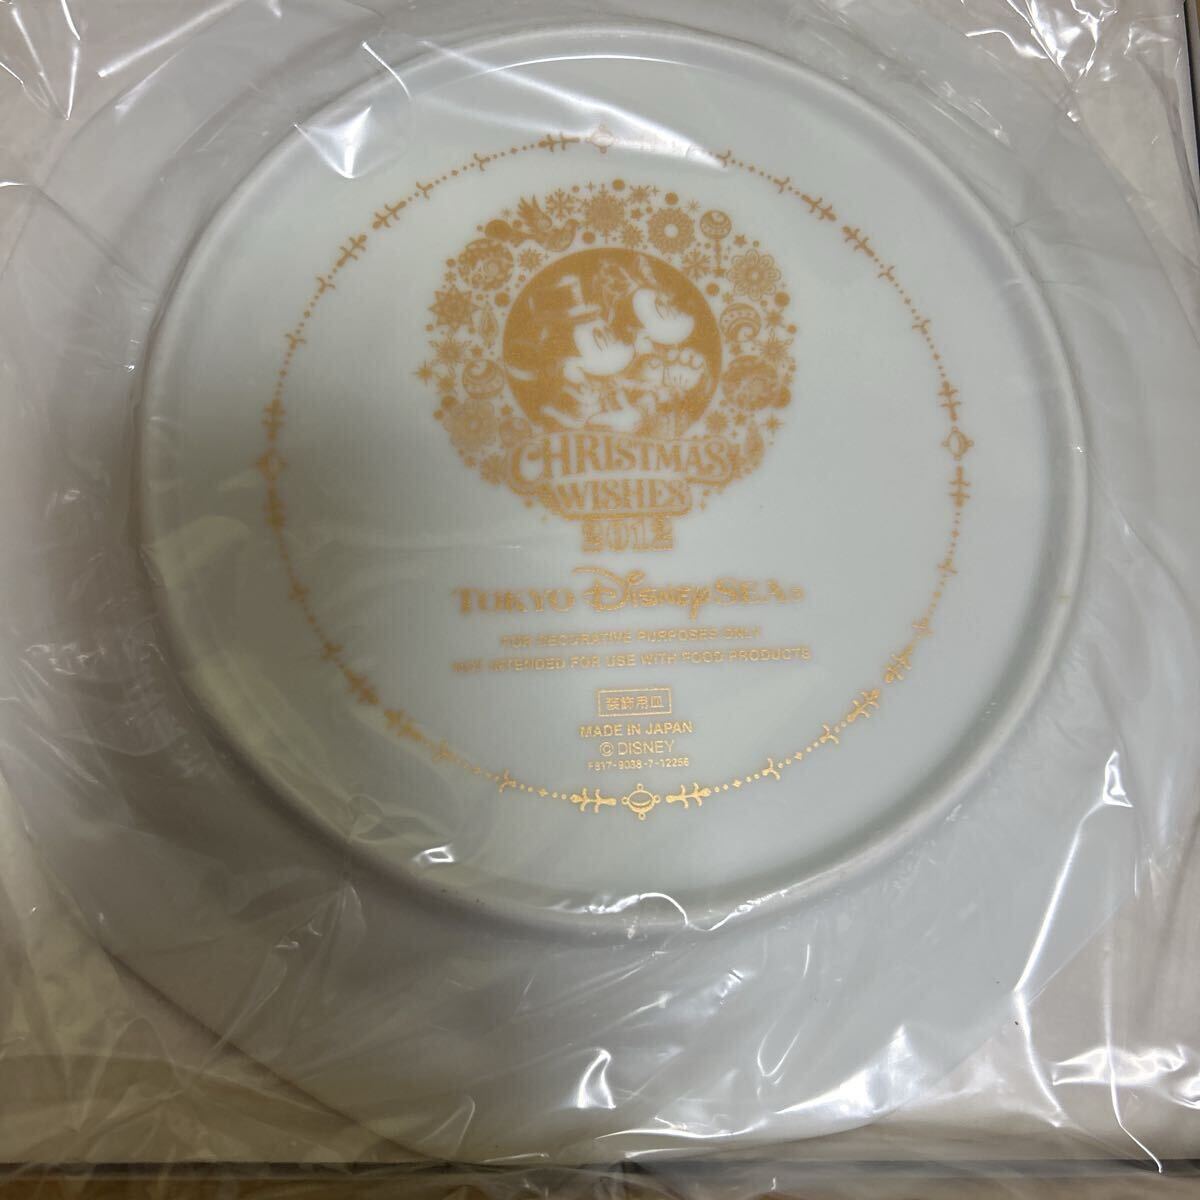 CHRISTMAS
WISHES
2012
TOKYO DISNEYSEA®
FOR DECORATIVE PURPOSES ONLY
NOT INTENDED FOR USE WITH FOOD PRODUCTS
装飾用皿
MADE IN JAPAN
© DISNEY
F817-9038-7-12256